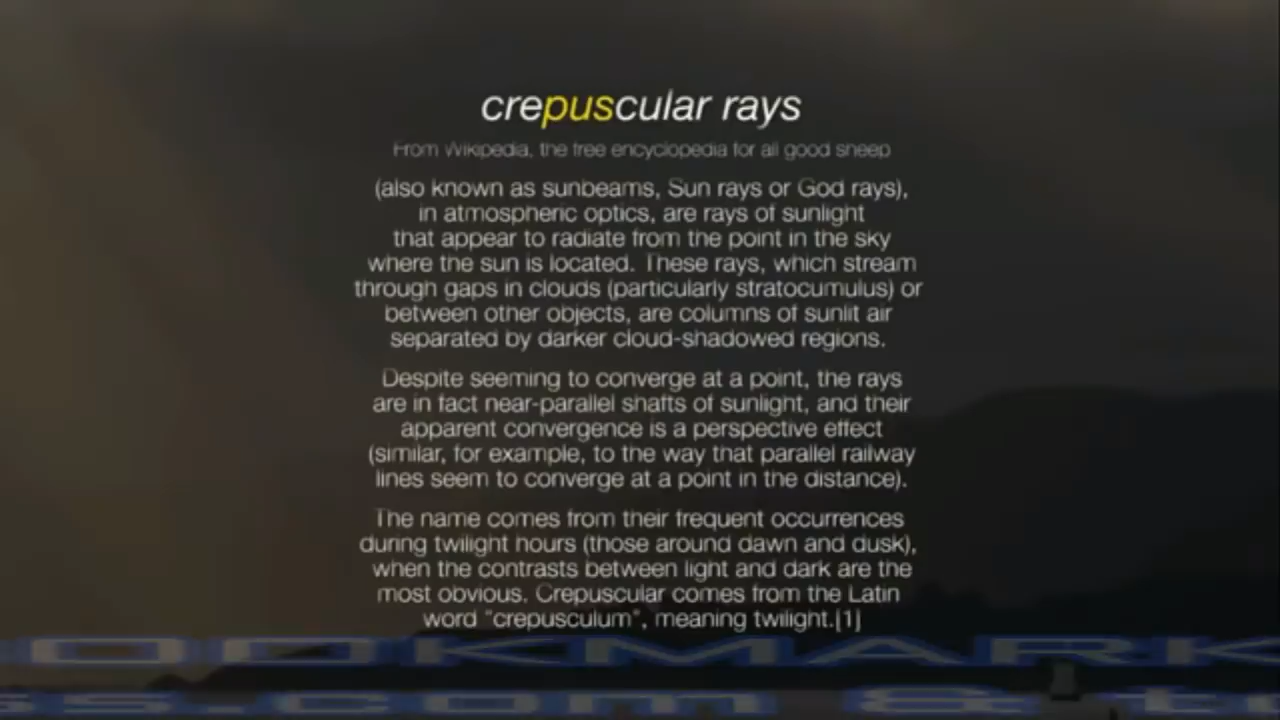 crepuscular rays
From Wikipedia, the free encyclopedia for all good sheep
(also known as sunbeams, Sun rays or God rays),
in atmospheric optics, are rays of sunlight
that appear to radiate from the point in the sky
where the sun is located. These rays, which stream
through gaps in clouds (particularly stratocumulus) or
between other objects, are columns of sunlit air
separated by darker cloud-shadowed regions.
Despite seeming to converge at a point, the rays
are in fact near-parallel shafts of sunlight, and their
apparent convergence is a perspective effect
(similar, for example, to the way that parallel railway
lines seem to converge at a point in the distance).
The name comes from their frequent occurrences
during twilight hours (those around dawn and dusk),
when the contrasts between light and dark are the
most obvious. Crepuscular comes from the Latin
word "crepusculum", meaning twilight.[1]
OOKMARK
ss.com &